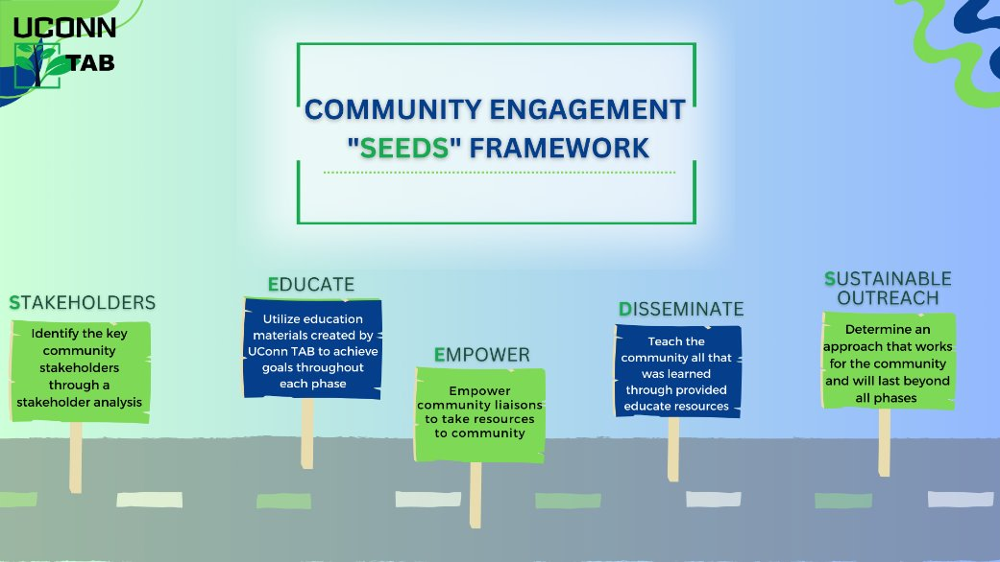 UCONN
TAB
COMMUNITY ENGAGEMENT
"SEEDS" FRAMEWORK
STAKEHOLDERS
Identify the key
community
stakeholders
through a
stakeholder analysis
EDUCATE
Utilize education
materials created by
UConn TAB to achieve
goals throughout
each phase
EMPOWER
Empower
community liaisons
to take resources
to community
DISSEMINATE
Teach the
community all that
was learned
through provided
educate resources
SUSTAINABLE
OUTREACH
Determine an
approach that works
for the community
and will last beyond
all phases